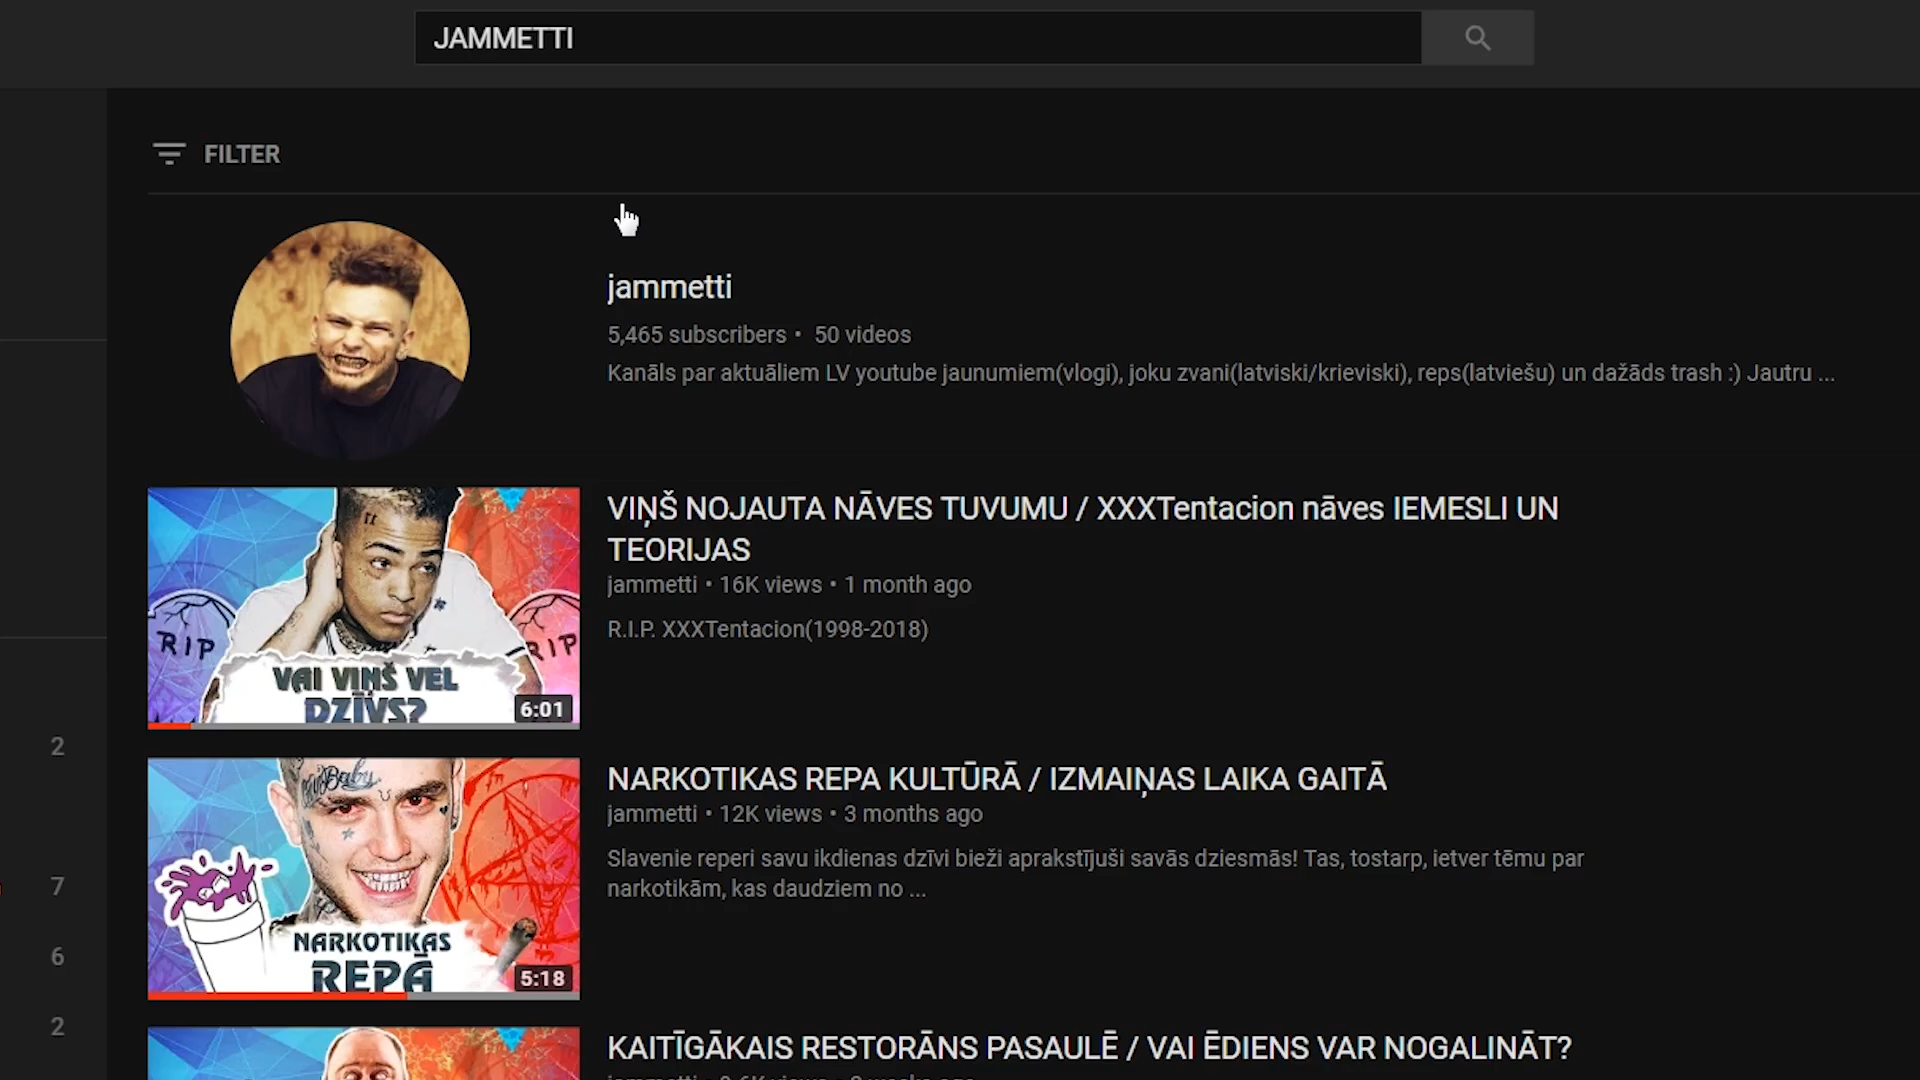 JAMMETTI
FILTER
jammetti
5,465 subscribers • 50 videos
Kanāls par aktuāliem LV youtube jaunumiem(vlogi), joku zvani(latviski/krieviski), reps(latviešu) un dažāds trash :) Jautru ...
VIŅŠ NOJAUTA NĀVES TUVUMU / XXXTentacion nāves IEMESLI UN
TEORIJAS
jammetti • 16K views • 1 month ago
R.I.P. XXXTentacion(1998-2018)
RIP
RIP
VAI VIŅŠ VEL
DZĪVS?
6:01
2
NARKOTIKAS REPA KULTŪRĀ / IZMAIŅAS LAIKA GAITĀ
jammetti • 12K views • 3 months ago
Slavenie reperi savu ikdienas dzīvi bieži aprakstījuši savās dziesmās! Tas, tostarp, ietver tēmu par
narkotikām, kas daudziem no ...
Baby
NARKOTIKAS
REPĀ
5:18
7
6
2
KAITĪGĀKAIS RESTORĀNS PASAULĒ / VAI ĒDIENS VAR NOGALINĀT?